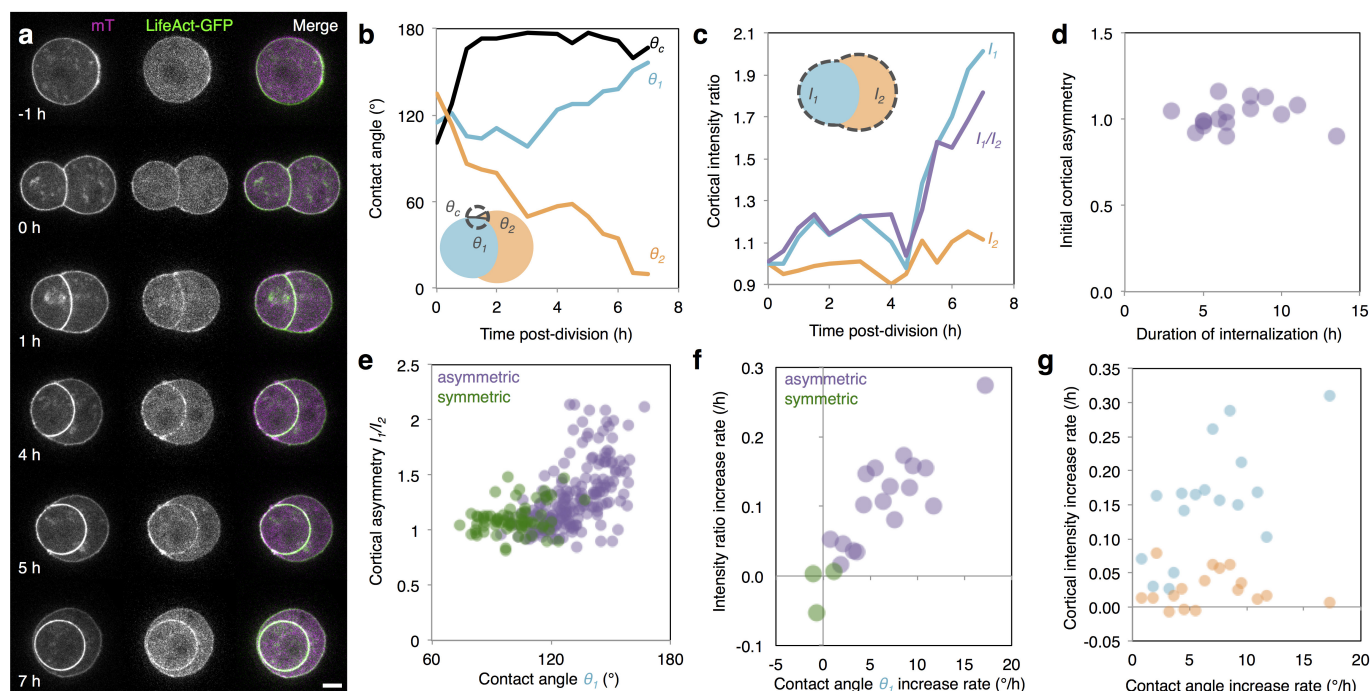 a
mT LifeAct-GFP Merge
-1 h
0 h
1 h
4 h
5 h
7 h
b
Contact angle (°)
180
120
60
0
θc
θ1
θ2
θc
θ1
θ2
0 2 4 6 8
Time post-division (h)
c
Cortical intensity ratio
2.1
1.9
1.7
1.5
1.3
1.1
0.9
I1
I2
I1
I1/I2
I2
0 2 4 6 8
Time post-division (h)
d
Initial cortical asymmetry
1.5
1.0
0.5
0.0
0 5 10 15
Duration of internalization (h)
e
Cortical asymmetry I1/I2
2.5
2
1.5
1
0.5
0
asymmetric
symmetric
60 120 180
Contact angle θ1 (°)
f
Intensity ratio increase rate (/h)
0.3
0.2
0.1
0.0
-0.1
asymmetric
symmetric
-5 0 5 10 15 20
Contact angle θ1 increase rate (°/h)
g
Cortical intensity increase rate (/h)
0.35
0.30
0.25
0.20
0.15
0.10
0.05
0.00
-0.05
0 5 10 15 20
Contact angle increase rate (°/h)